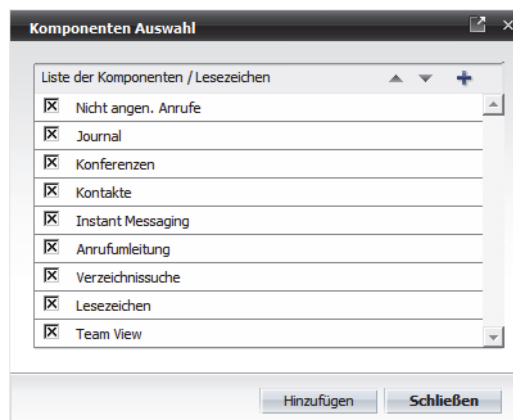 Komponenten Auswahl
Liste der Komponenten / Lesezeichen
Nicht angen. Anrufe
Journal
Konferenzen
Kontakte
Instant Messaging
Anrufumleitung
Verzeichnissuche
Lesezeichen
Team View
Hinzufügen Schließen